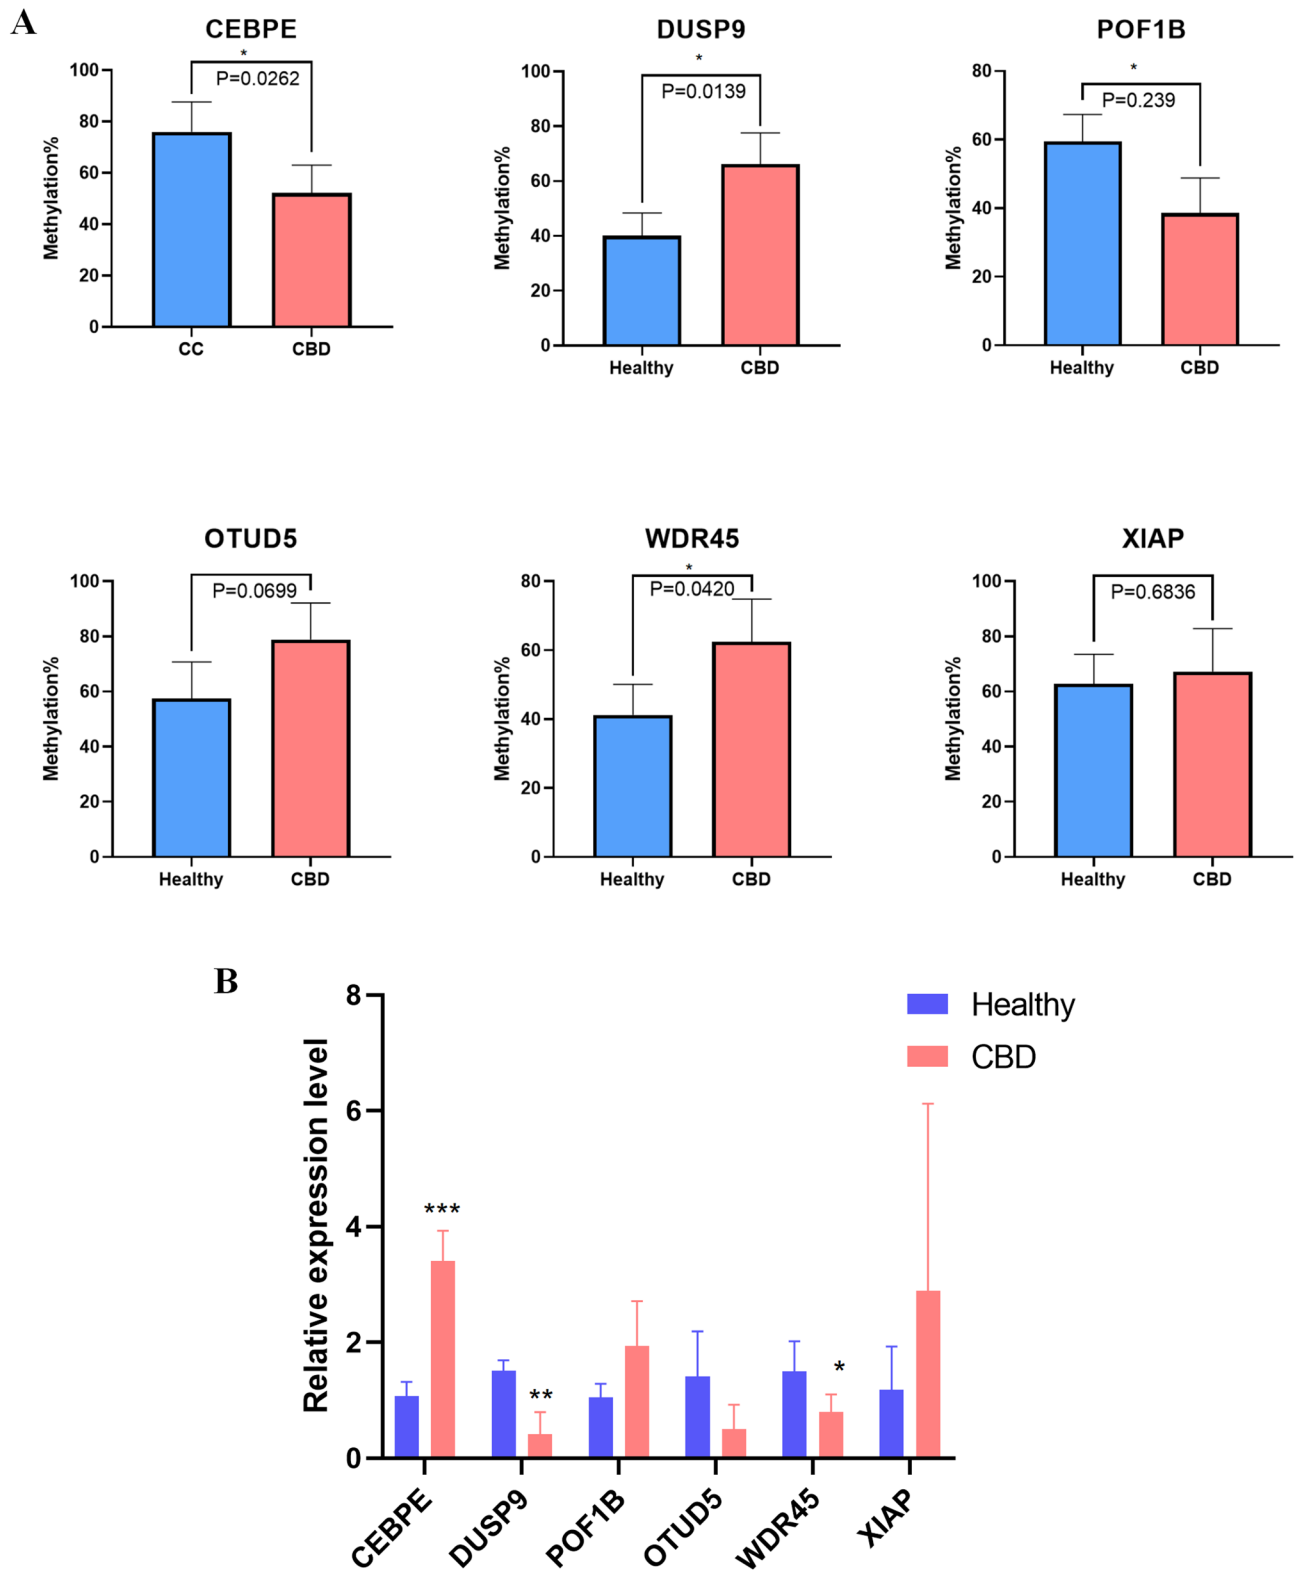 A
CEBPE
*
P=0.0262
Methylation%
100
80
60
40
20
0
CC CBD
DUSP9
*
P=0.0139
Methylation%
100
80
60
40
20
0
Healthy CBD
POF1B
*
P=0.239
Methylation%
80
60
40
20
0
Healthy CBD
OTUD5
P=0.0699
Methylation%
100
80
60
40
20
0
Healthy CBD
WDR45
*
P=0.0420
Methylation%
80
60
40
20
0
Healthy CBD
XIAP
P=0.6836
Methylation%
100
80
60
40
20
0
Healthy CBD
B
Healthy
CBD
Relative expression level
8
6
4
2
0
***
**
*
CEBPE
DUSP9
POF1B
OTUD5
WDR45
XIAP